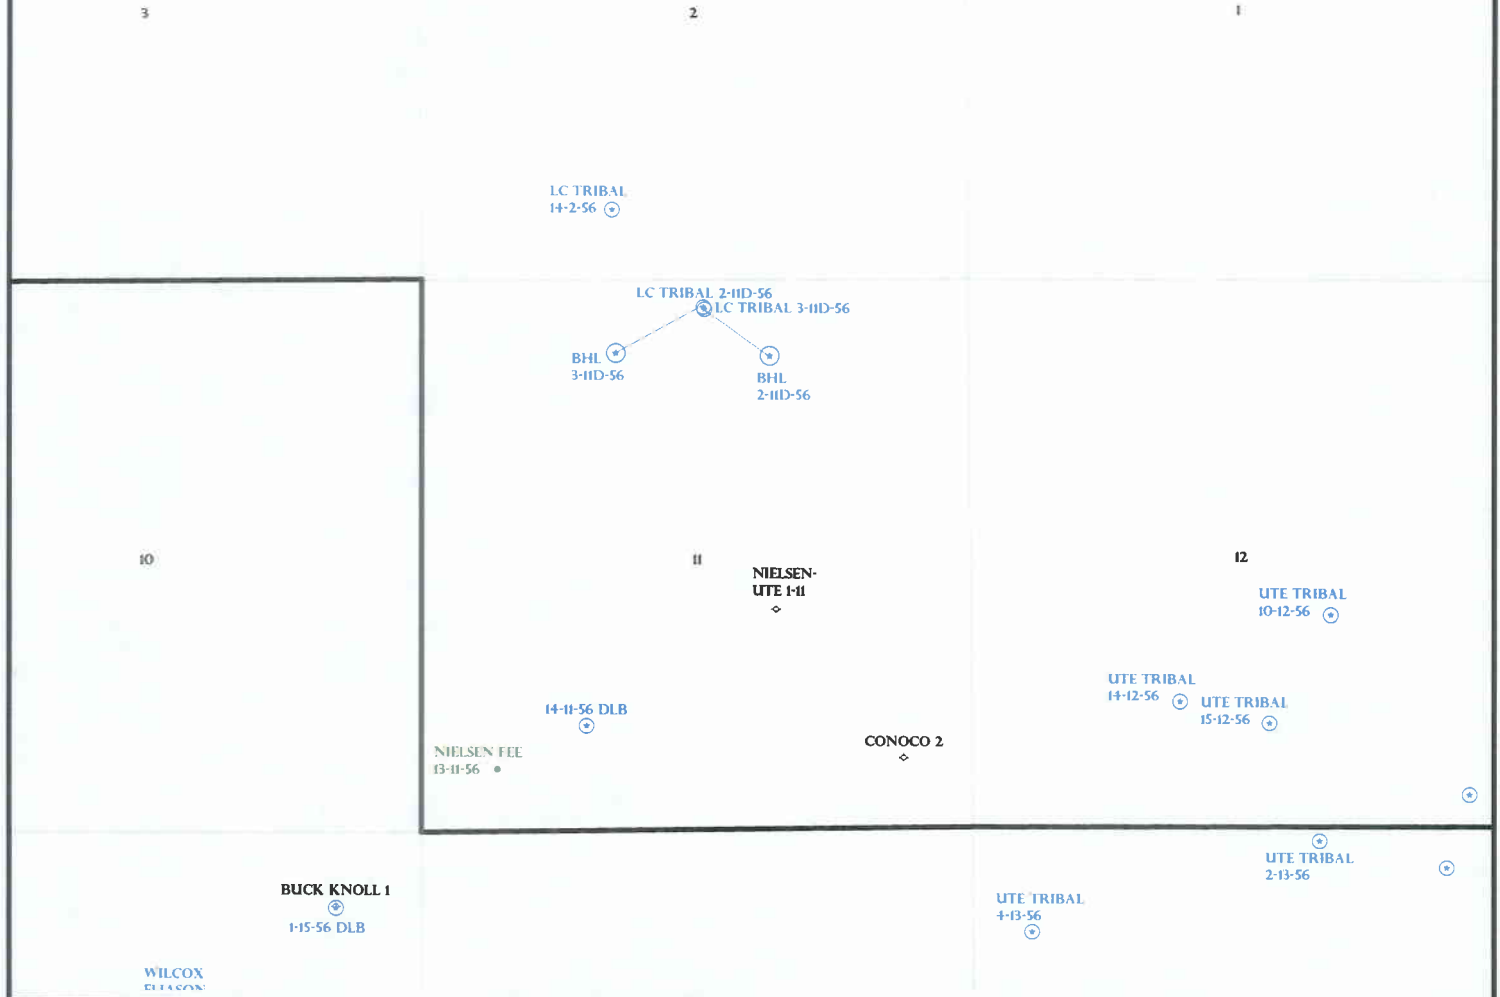 3
2
1
LC TRIBAL
14-2-56
LC TRIBAL 2-11D-56
LC TRIBAL 3-11D-56
BHL
3-11D-56
BHL
2-11D-56
10
11
12
NIELSEN-
UTE 1-11
UTE TRIBAL
10-12-56
UTE TRIBAL
14-12-56
UTE TRIBAL
15-12-56
14-11-56 DLB
CONOCO 2
NIELSEN FEE
13-11-56
UTE TRIBAL
2-13-56
BUCK KNOLL 1
1-15-56 DLB
UTE TRIBAL
4-13-56
WILCOX
ELIASON